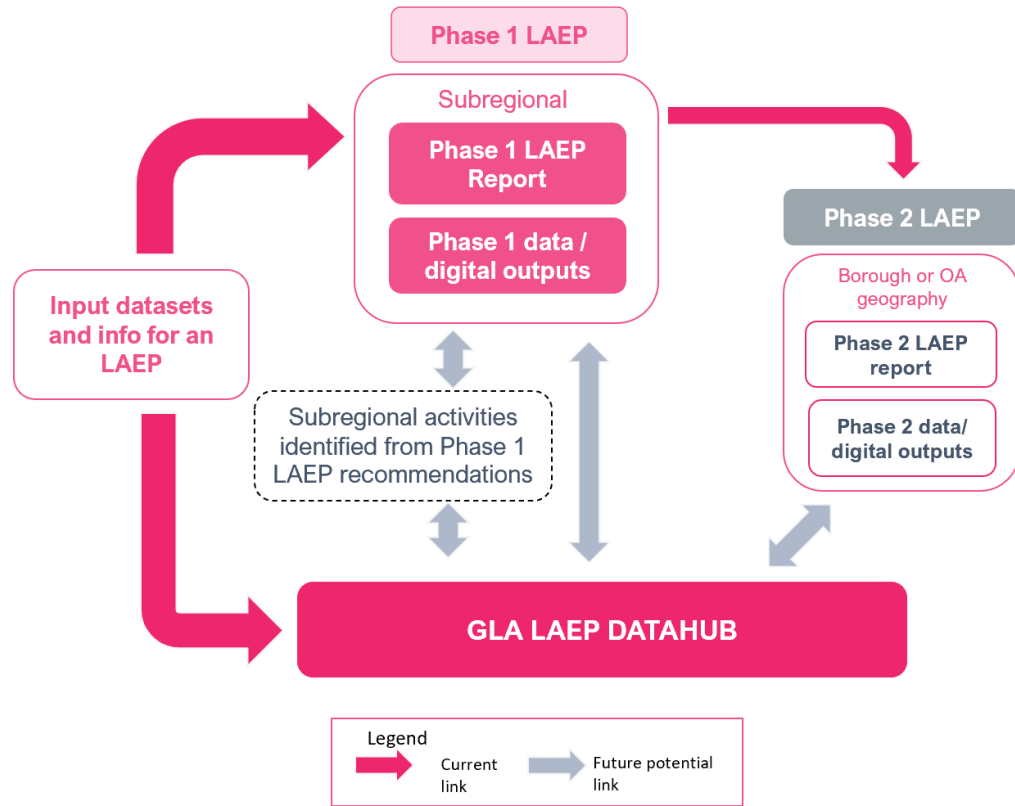 Phase 1 LAEP
Subregional
Phase 1 LAEP
Report
Phase 1 data /
digital outputs
Phase 2 LAEP
Borough or OA
geography
Phase 2 LAEP
report
Phase 2 data/
digital outputs
Input datasets
and info for an
LAEP
Subregional activities
identified from Phase 1
LAEP recommendations
GLA LAEP DATAHUB
Legend
Current
link
Future potential
link